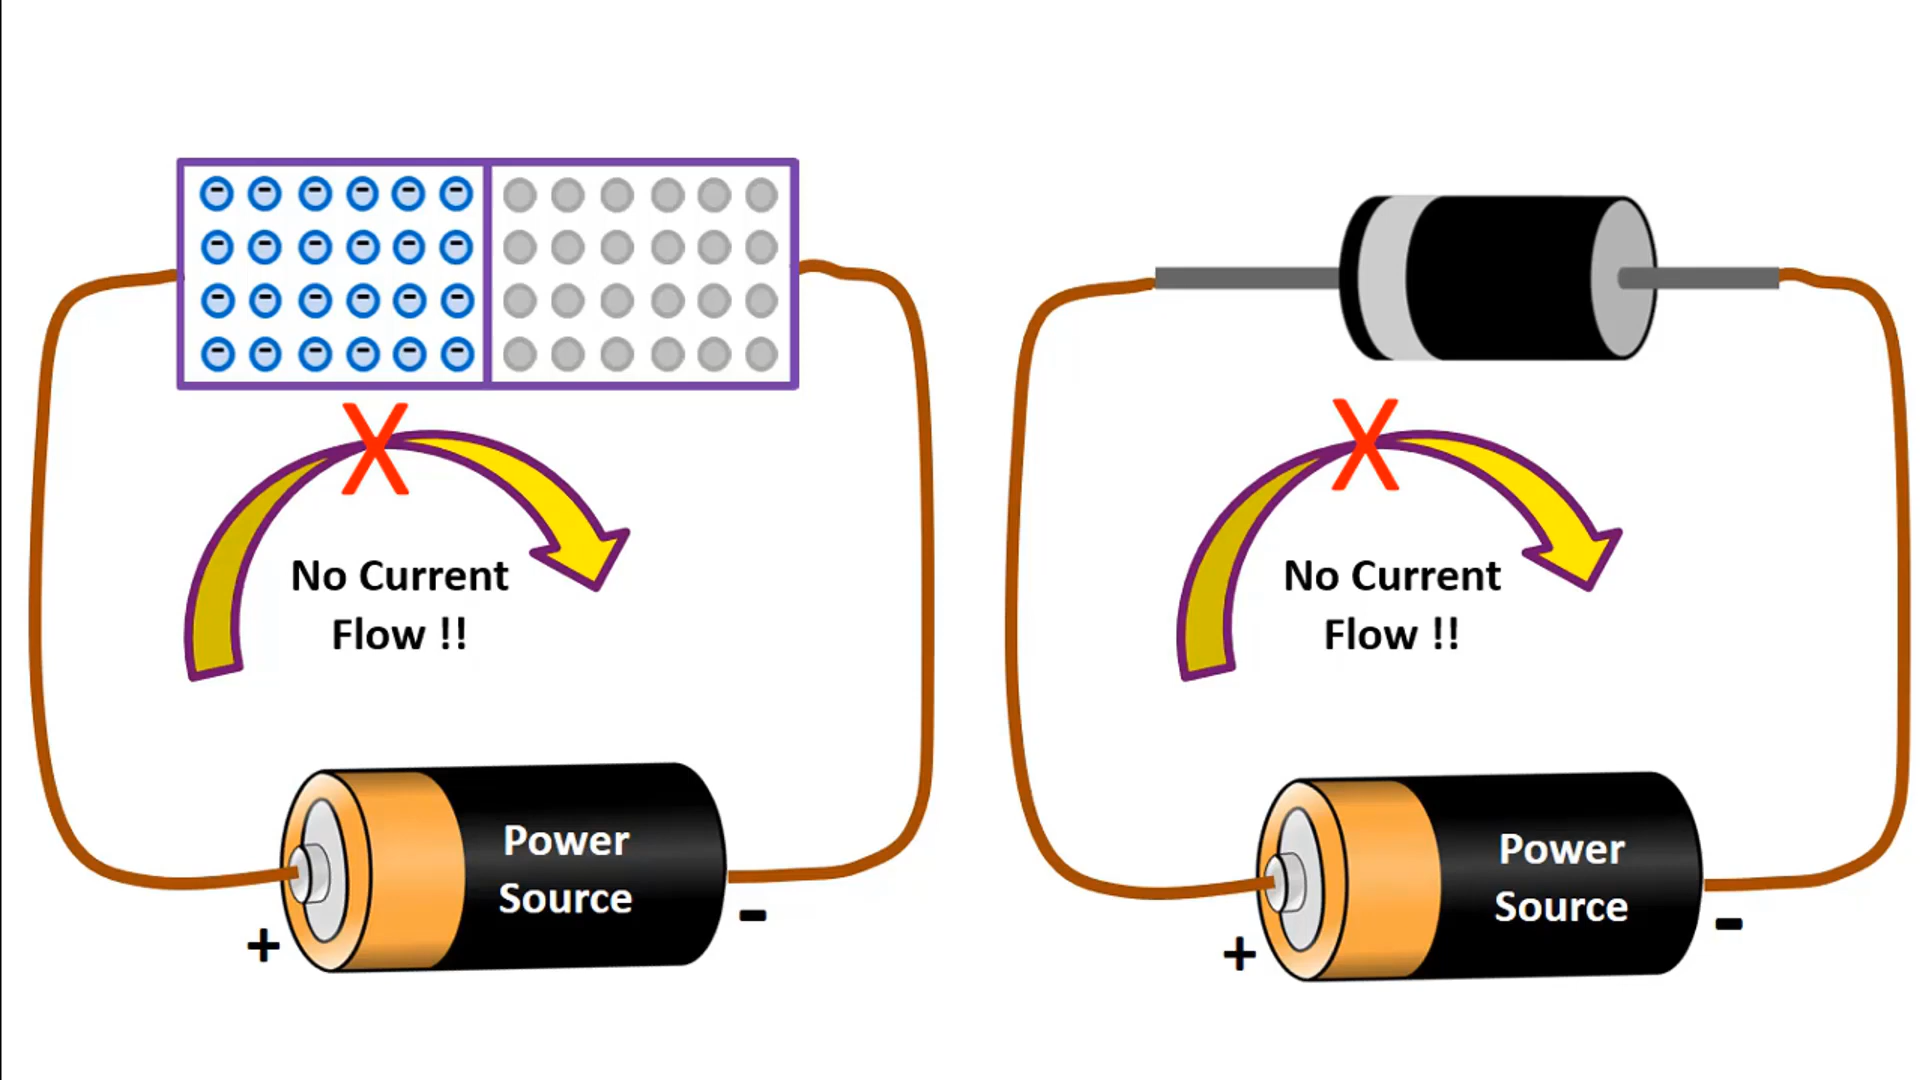 No Current
Flow !!
Power
Source
+
-
No Current
Flow !!
Power
Source
+
-